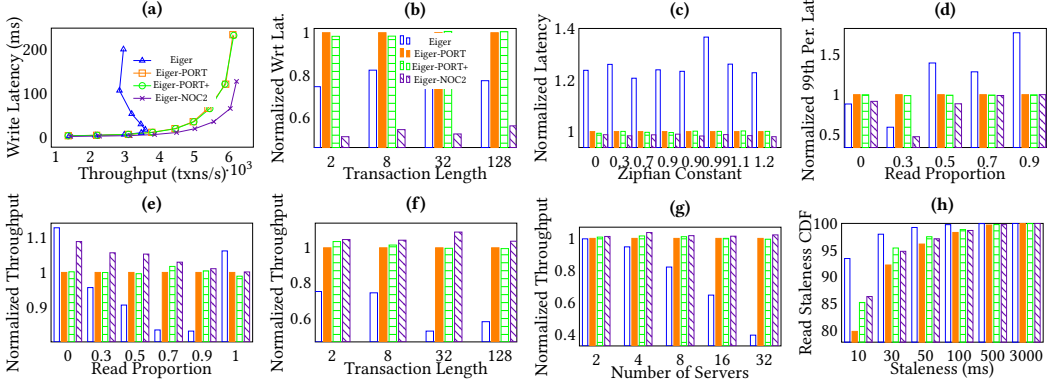 (a)
Write Latency (ms)
200
100
0
Eiger
Eiger-PORT
Eiger-PORT+
Eiger-NOC2
1 2 3 4 5 6
Throughput (txns/s) ·10³
(b)
Normalized Wrt Lat.
1
0.8
0.6
Eiger
Eiger-PORT
Eiger-PORT+
Eiger-NOC2
2 8 32 128
Transaction Length
(c)
Normalized Latency
1.4
1.2
1
0 0.3 0.7 0.9 0.99 1.1 1.2
Zipfian Constant
(d)
Normalized 99th Per. Lat
1.5
1
0.5
0 0.3 0.5 0.7 0.9
Read Proportion
(e)
Normalized Throughput
1.1
1
0.9
0 0.3 0.5 0.7 0.9 1
Read Proportion
(f)
Normalized Throughput
1
0.8
0.6
2 8 32 128
Transaction Length
(g)
Normalized Throughput
1
0.8
0.6
0.4
2 4 8 16 32
Number of Servers
(h)
Read Staleness CDF
100
95
90
85
80
10 30 50 100 500 3000
Staleness (ms)